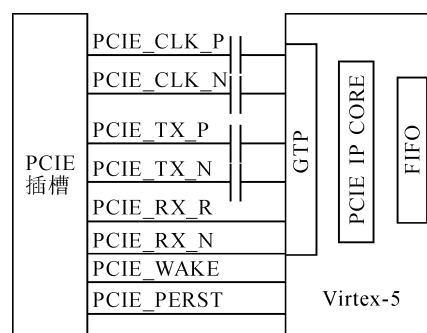 PCIE_CLK_P
PCIE_CLK_N
PCIE_TX_P
PCIE_TX_N
PCIE_RX_R
PCIE_RX_N
PCIE_WAKE
PCIE_PERST
PCIE
插槽
GTP
PCIE IP CORE
FIFO
Virtex-5